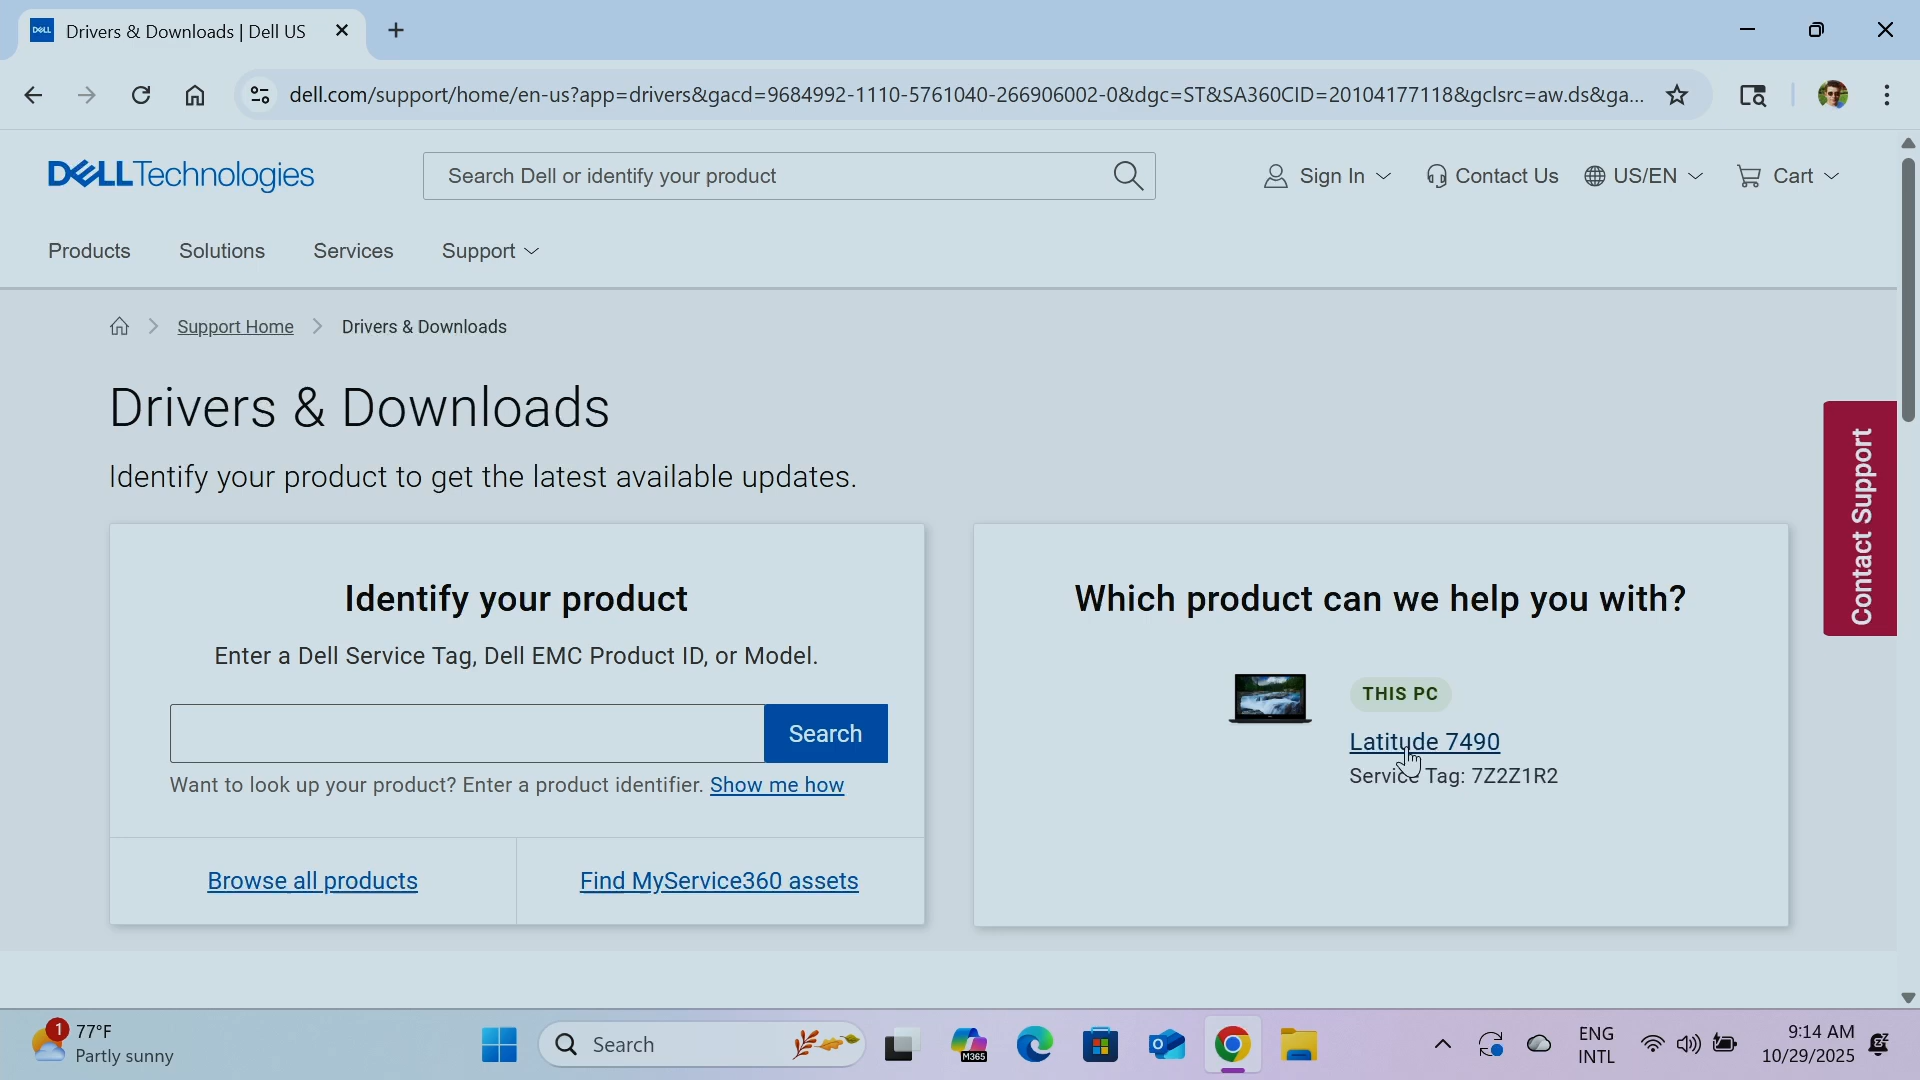 Drivers & Downloads | Dell US
dell.com/support/home/en-us?app=drivers&gacd=9684992-1110-5761040-266906002-0&dgc=ST&SA360CID=20104177118&gclsrc=aw.ds&ga...
DELLTechnologies
Search Dell or identify your product
Sign In
Contact Us
US/EN
Cart
Products
Solutions
Services
Support
Support Home
Drivers & Downloads
Drivers & Downloads
Identify your product to get the latest available updates.
Identify your product
Enter a Dell Service Tag, Dell EMC Product ID, or Model.
Search
Want to look up your product? Enter a product identifier. Show me how
Browse all products
Find MyService360 assets
Which product can we help you with?
THIS PC
Latitude 7490
Service Tag: 7Z2Z1R2
Contact Support
1
77°F
Partly sunny
Search
M365
ENG
INTL
9:14 AM
10/29/2025